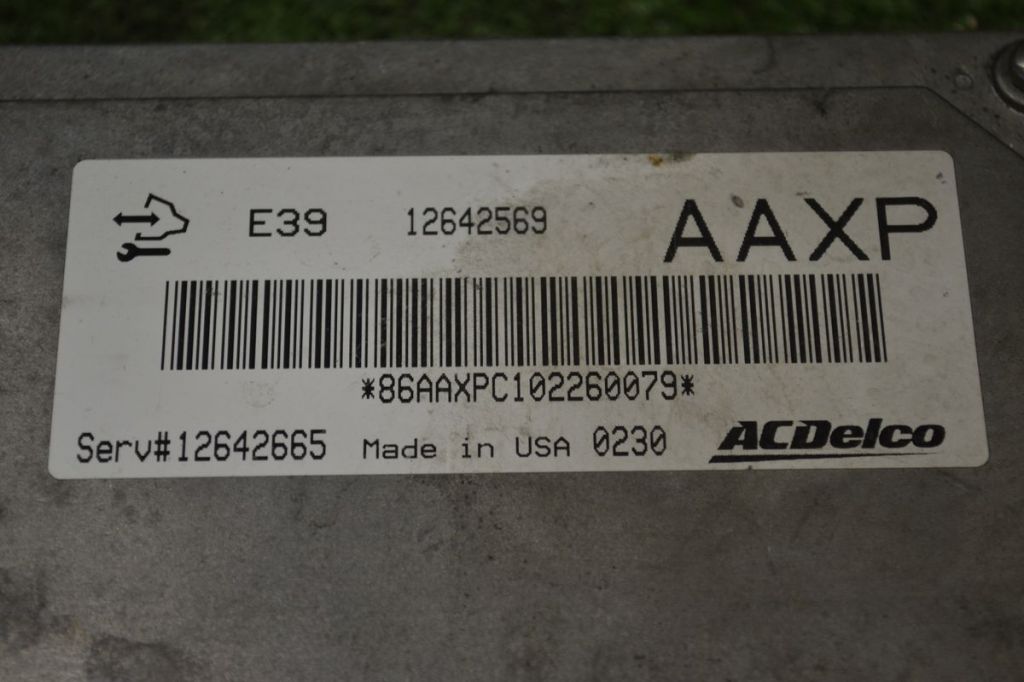 E39 12642569 AAXP
*86AAXPC102260079*
Serv#12642665 Made in USA 0230 ACDelco